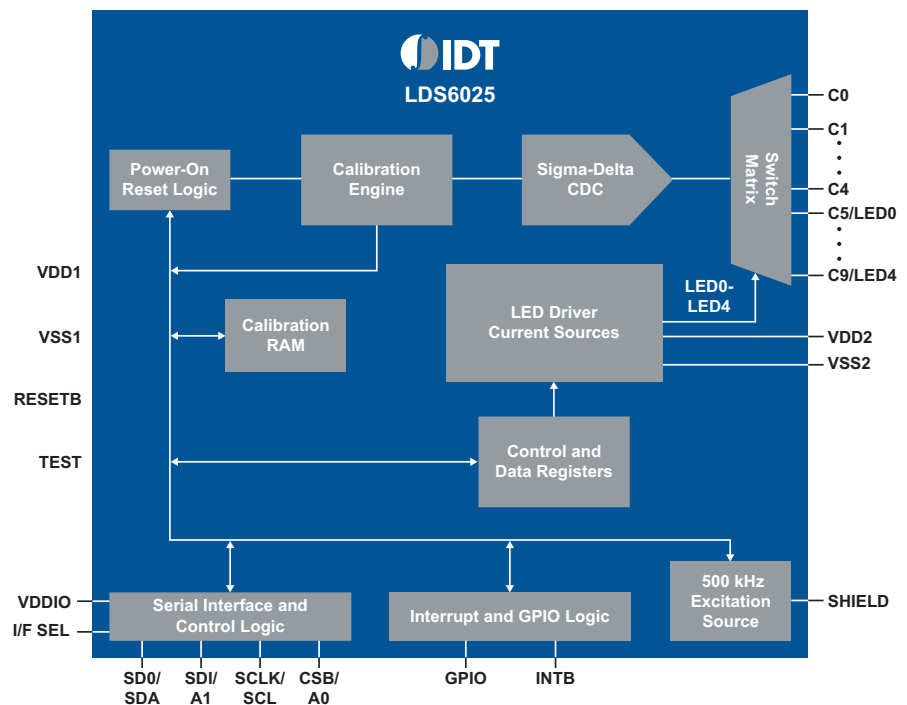 IDT
LDS6025
Power-On
Reset Logic
Calibration
Engine
Sigma-Delta
CDC
Switch
Matrix
C0
C1
C4
C5/LED0
C9/LED4
VDD1
VSS1
RESETB
TEST
Calibration
RAM
LED Driver
Current Sources
LED0-
LED4
VDD2
VSS2
Control and
Data Registers
VDDIO
I/F SEL
Serial Interface and
Control Logic
Interrupt and GPIO Logic
500 kHz
Excitation
Source
SHIELD
SD0/
SDA
SDI/
A1
SCLK/
SCL
CSB/
A0
GPIO
INTB